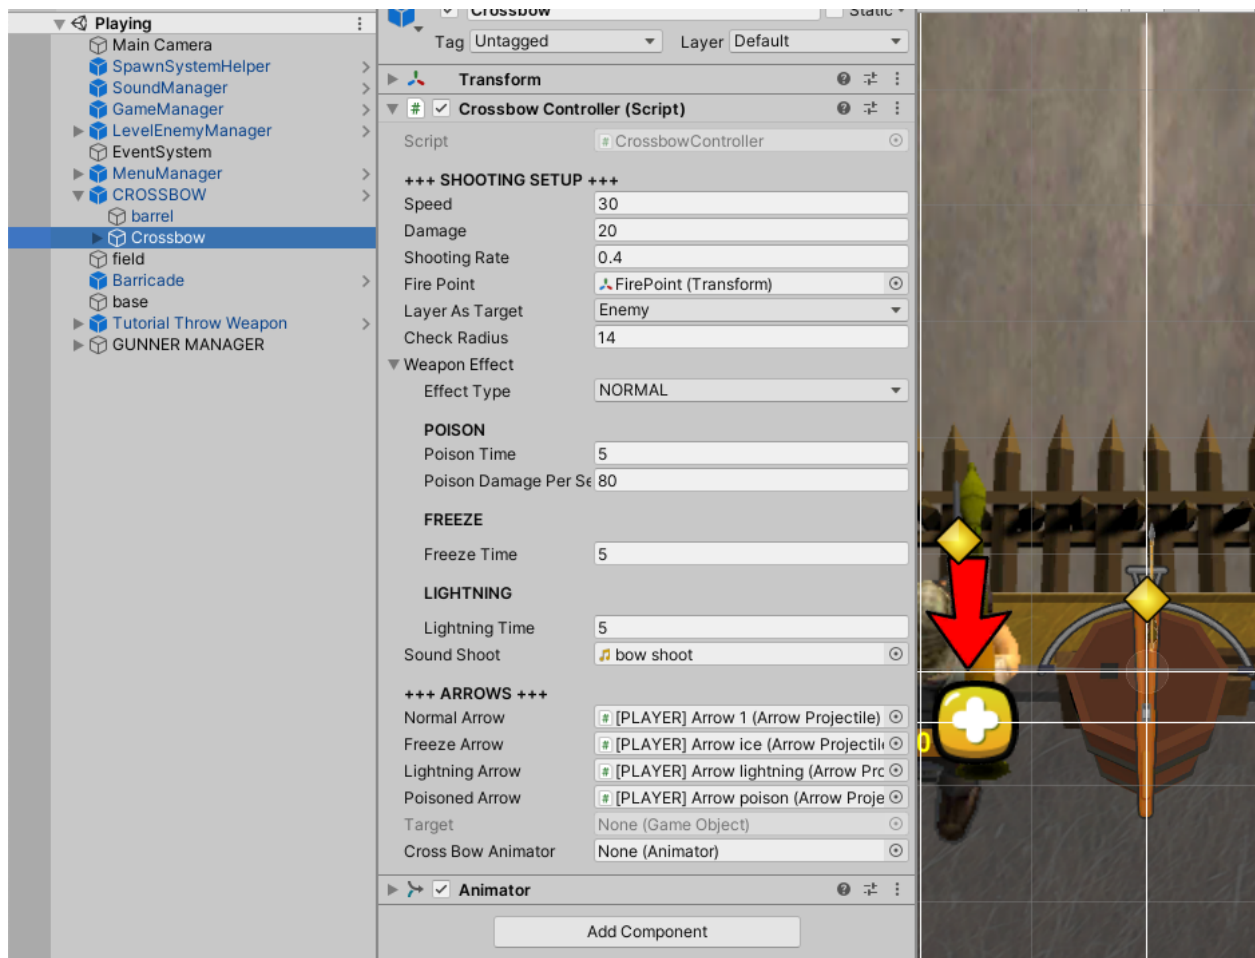 Playing
Main Camera
SpawnSystemHelper
SoundManager
GameManager
LevelEnemyManager
EventSystem
MenuManager
CROSSBOW
barrel
Crossbow
field
Barricade
base
Tutorial Throw Weapon
GUNNER MANAGER
Crossbow Static
Tag Untagged Layer Default
Transform
# Crossbow Controller (Script)
Script # CrossbowController
+++ SHOOTING SETUP +++
Speed 30
Damage 20
Shooting Rate 0.4
Fire Point FirePoint (Transform)
Layer As Target Enemy
Check Radius 14
Weapon Effect
Effect Type NORMAL
POISON
Poison Time 5
Poison Damage Per Se 80
FREEZE
Freeze Time 5
LIGHTNING
Lightning Time 5
Sound Shoot bow shoot
+++ ARROWS +++
Normal Arrow # [PLAYER] Arrow 1 (Arrow Projectile)
Freeze Arrow # [PLAYER] Arrow ice (Arrow Projectile
Lightning Arrow # [PLAYER] Arrow lightning (Arrow Prc
Poisoned Arrow # [PLAYER] Arrow poison (Arrow Proje
Target None (Game Object)
Cross Bow Animator None (Animator)
Animator
Add Component
0